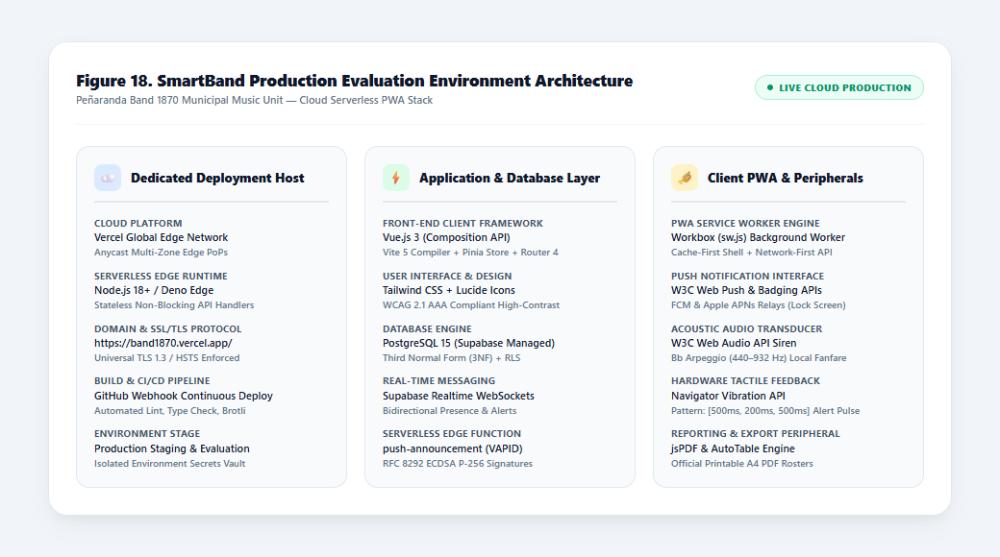 Figure 18. SmartBand Production Evaluation Environment Architecture
Peñaranda Band 1870 Municipal Music Unit — Cloud Serverless PWA Stack
LIVE CLOUD PRODUCTION
Dedicated Deployment Host
CLOUD PLATFORM
Vercel Global Edge Network
Anycast Multi-Zone Edge PoPs
SERVERLESS EDGE RUNTIME
Node.js 18+ / Deno Edge
Stateless Non-Blocking API Handlers
DOMAIN & SSL/TLS PROTOCOL
https://band1870.vercel.app/
Universal TLS 1.3 / HSTS Enforced
BUILD & CI/CD PIPELINE
GitHub Webhook Continuous Deploy
Automated Lint, Type Check, Brotli
ENVIRONMENT STAGE
Production Staging & Evaluation
Isolated Environment Secrets Vault
Application & Database Layer
FRONT-END CLIENT FRAMEWORK
Vue.js 3 (Composition API)
Vite 5 Compiler + Pinia Store + Router 4
USER INTERFACE & DESIGN
Tailwind CSS + Lucide Icons
WCAG 2.1 AAA Compliant High-Contrast
DATABASE ENGINE
PostgreSQL 15 (Supabase Managed)
Third Normal Form (3NF) + RLS
REAL-TIME MESSAGING
Supabase Realtime WebSockets
Bidirectional Presence & Alerts
SERVERLESS EDGE FUNCTION
push-announcement (VAPID)
RFC 8292 ECDSA P-256 Signatures
Client PWA & Peripherals
PWA SERVICE WORKER ENGINE
Workbox (sw.js) Background Worker
Cache-First Shell + Network-First API
PUSH NOTIFICATION INTERFACE
W3C Web Push & Badging APIs
FCM & Apple APNs Relays (Lock Screen)
ACOUSTIC AUDIO TRANSDUCER
W3C Web Audio API Siren
Bb Arpeggio (440–932 Hz) Local Fanfare
HARDWARE TACTILE FEEDBACK
Navigator Vibration API
Pattern: [500ms, 200ms, 500ms] Alert Pulse
REPORTING & EXPORT PERIPHERAL
jsPDF & AutoTable Engine
Official Printable A4 PDF Rosters